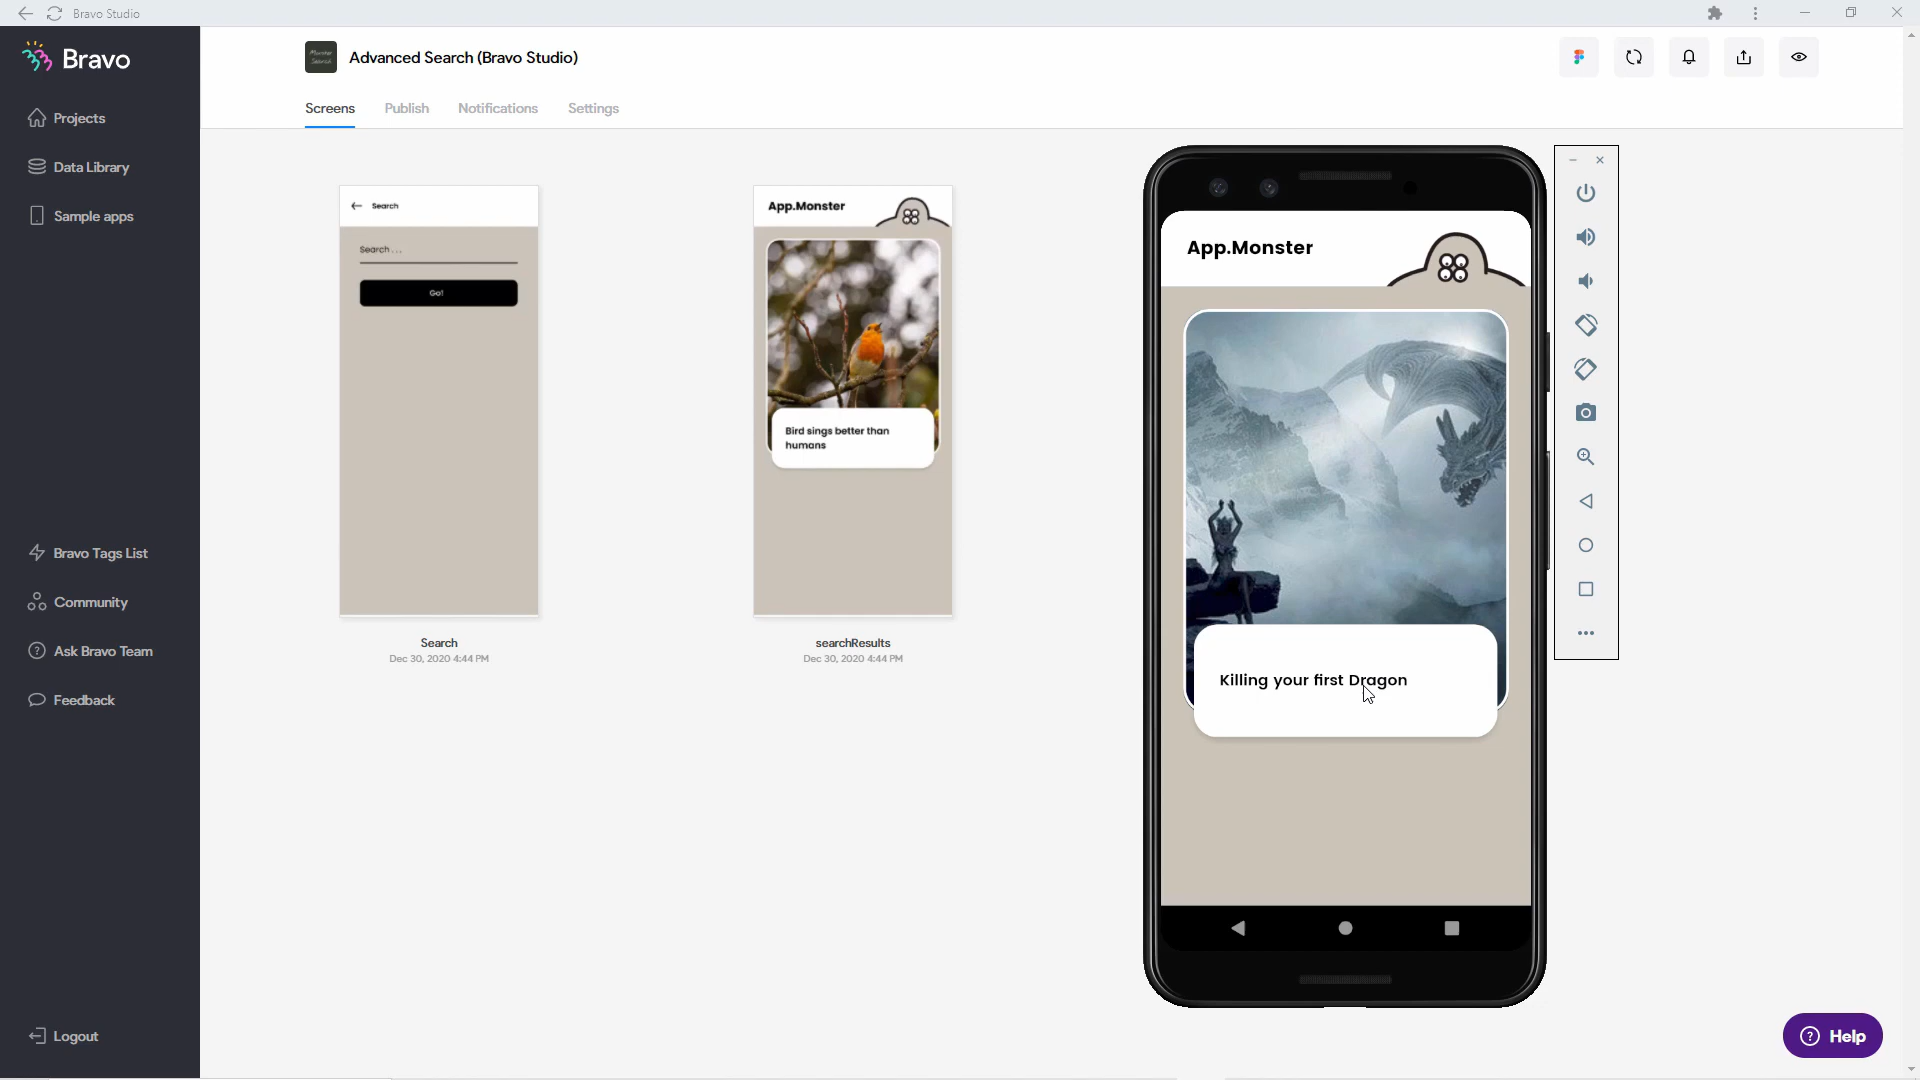 Bravo Studio
Bravo
Monster
Search
Advanced Search (Bravo Studio)
Screens
Publish
Notifications
Settings
Projects
Data Library
Sample apps
Bravo Tags List
Community
Ask Bravo Team
Feedback
Logout
Search
Search . . .
Go!
Search
Dec 30, 2020 4:44 PM
App.Monster
Bird sings better than
humans
searchResults
Dec 30, 2020 4:44 PM
App.Monster
Killing your first Dragon
Help